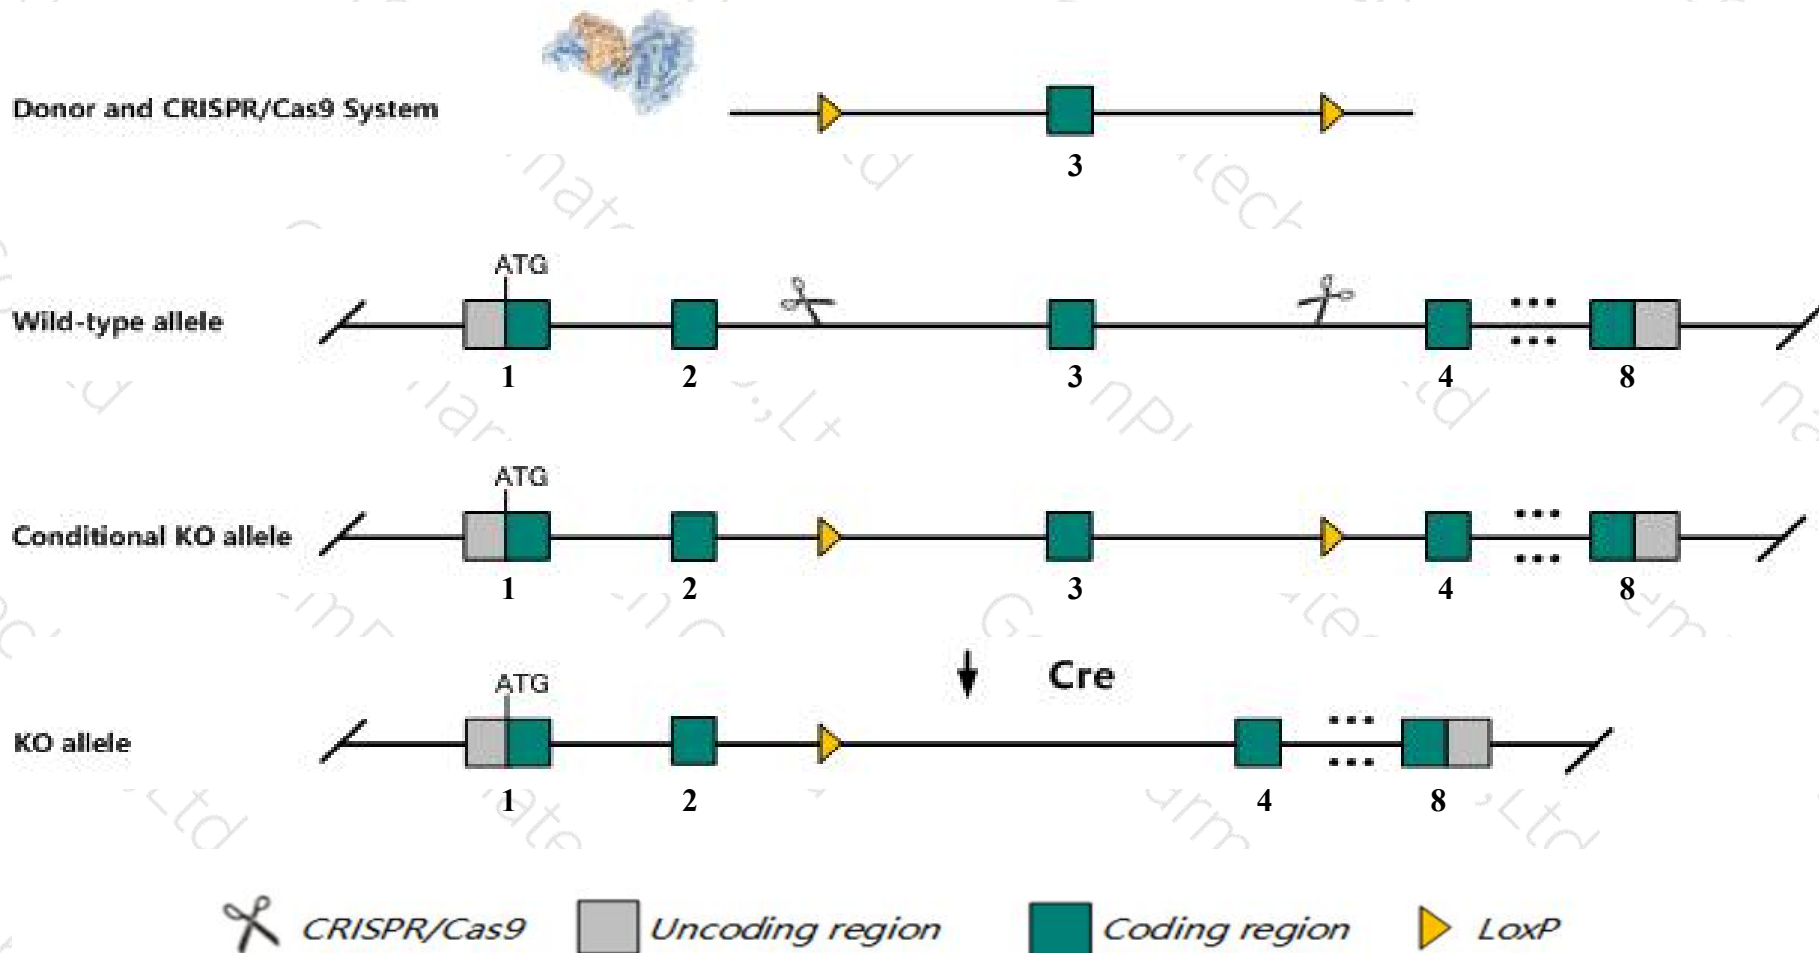 Donor and CRISPR/Cas9 System
3
ATG
Wild-type allele
1 2 3 4 8
ATG
Conditional KO allele
1 2 3 4 8
Cre
ATG
KO allele
1 2 4 8
CRISPR/Cas9 Uncoding region Coding region LoxP